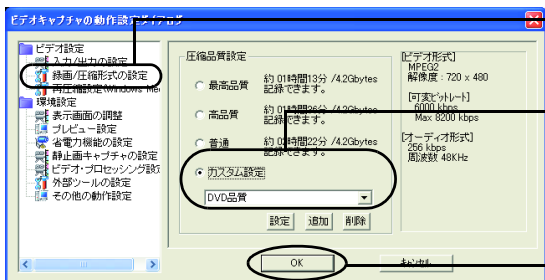 ビデオキャプチャの動作設定ダイアログ
ビデオ設定
入力/出力の設定
録画/圧縮形式の設定
再圧縮設定(Windows Me
環境設定
表示画面の調整
プレビュー設定
省電力機能の設定
静止画キャプチャの設定
ビデオ・プロセッシング設定
外部ツールの設定
その他の動作設定
圧縮品質設定
最高品質
約 01時間13分 /4.2Gbytes
記録できます。
高品質
約 01時間36分 /4.2Gbytes
記録できます。
普通
約 02時間22分 /4.2Gbytes
記録できます。
カスタム設定
DVD品質
設定
追加
削除
[ビデオ形式]
MPEG2
解像度 : 720 x 480
[可変ビットレート]
6000 kbps
Max 8200 kbps
[オーディオ形式]
256 kbps
周波数 48KHz
OK
キャンセル